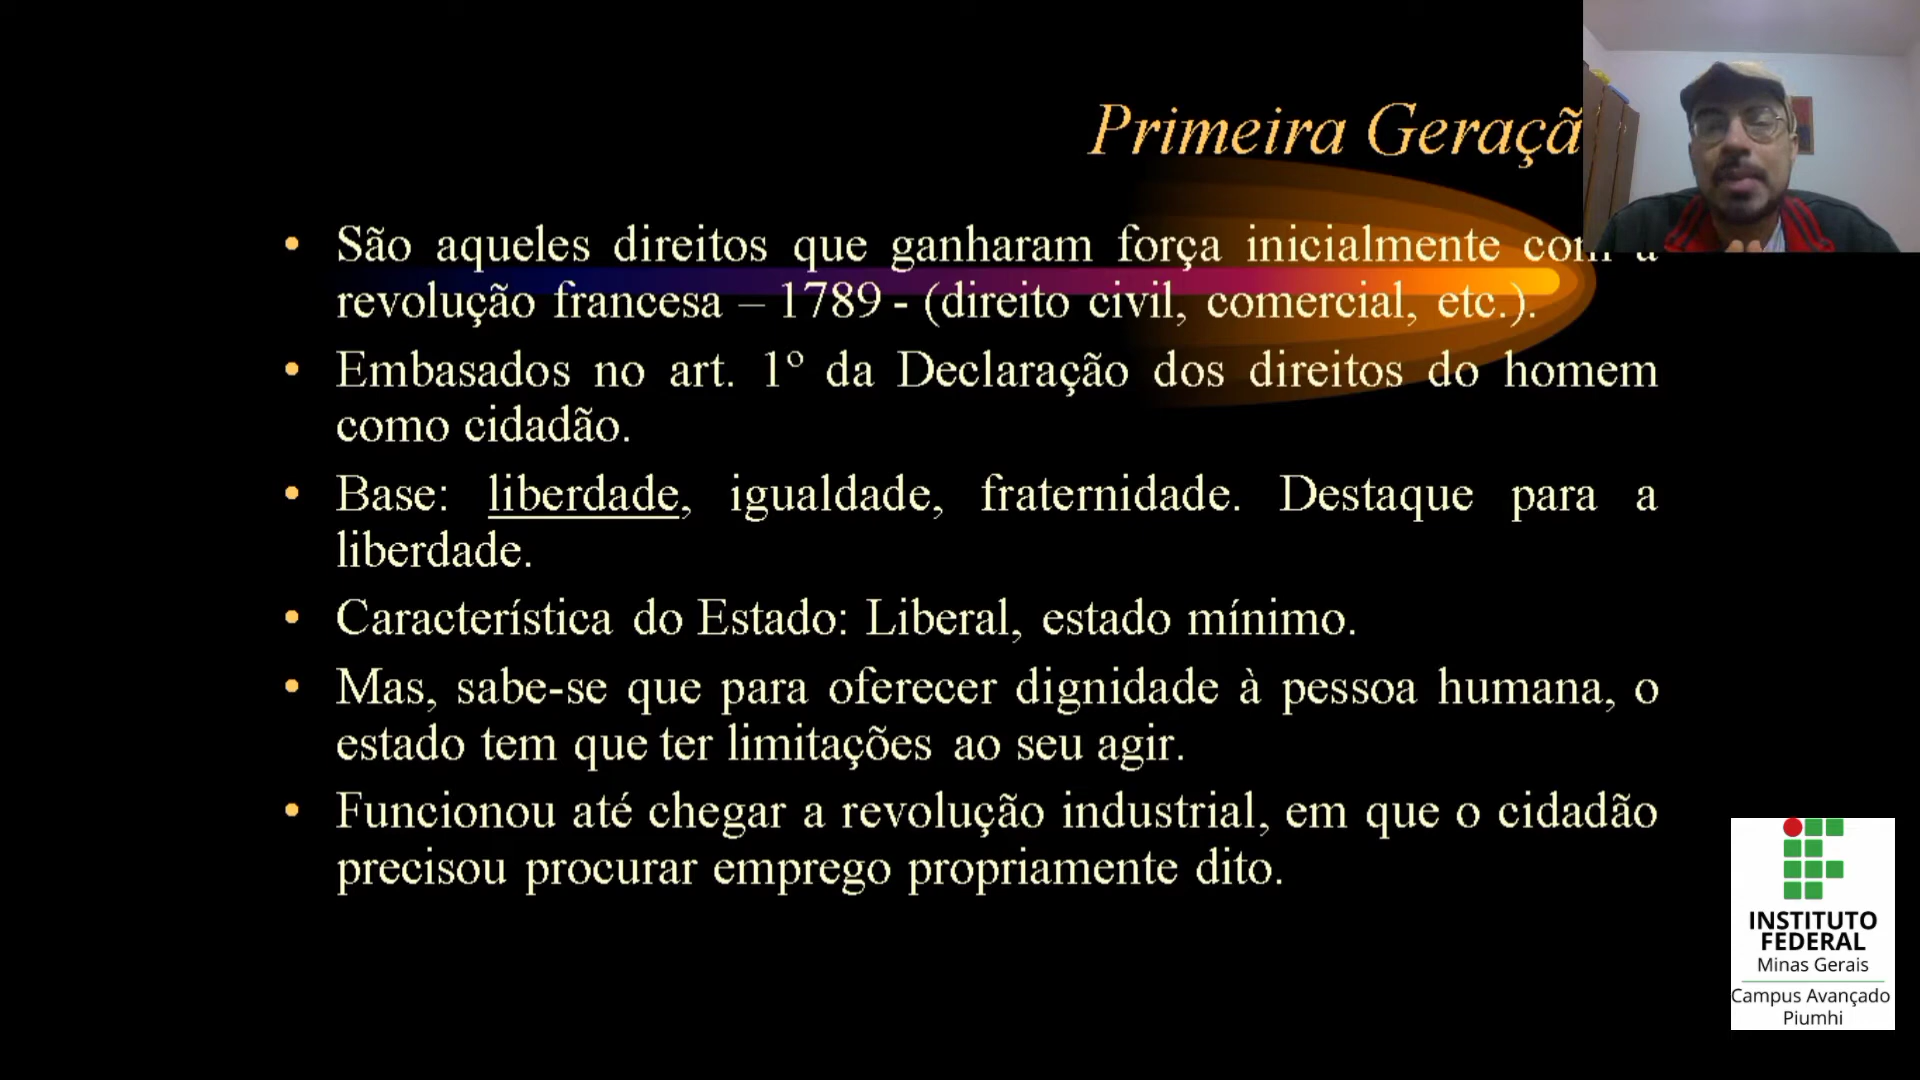 Primeira Geraçã
• São aqueles direitos que ganharam força inicialmente com a
revolução francesa – 1789 - (direito civil, comercial, etc.).
• Embasados no art. 1º da Declaração dos direitos do homem
como cidadão.
• Base: liberdade, igualdade, fraternidade. Destaque para a
liberdade.
• Característica do Estado: Liberal, estado mínimo.
• Mas, sabe-se que para oferecer dignidade à pessoa humana, o
estado tem que ter limitações ao seu agir.
• Funcionou até chegar a revolução industrial, em que o cidadão
precisou procurar emprego propriamente dito.
INSTITUTO
FEDERAL
Minas Gerais
Campus Avançado
Piumhi